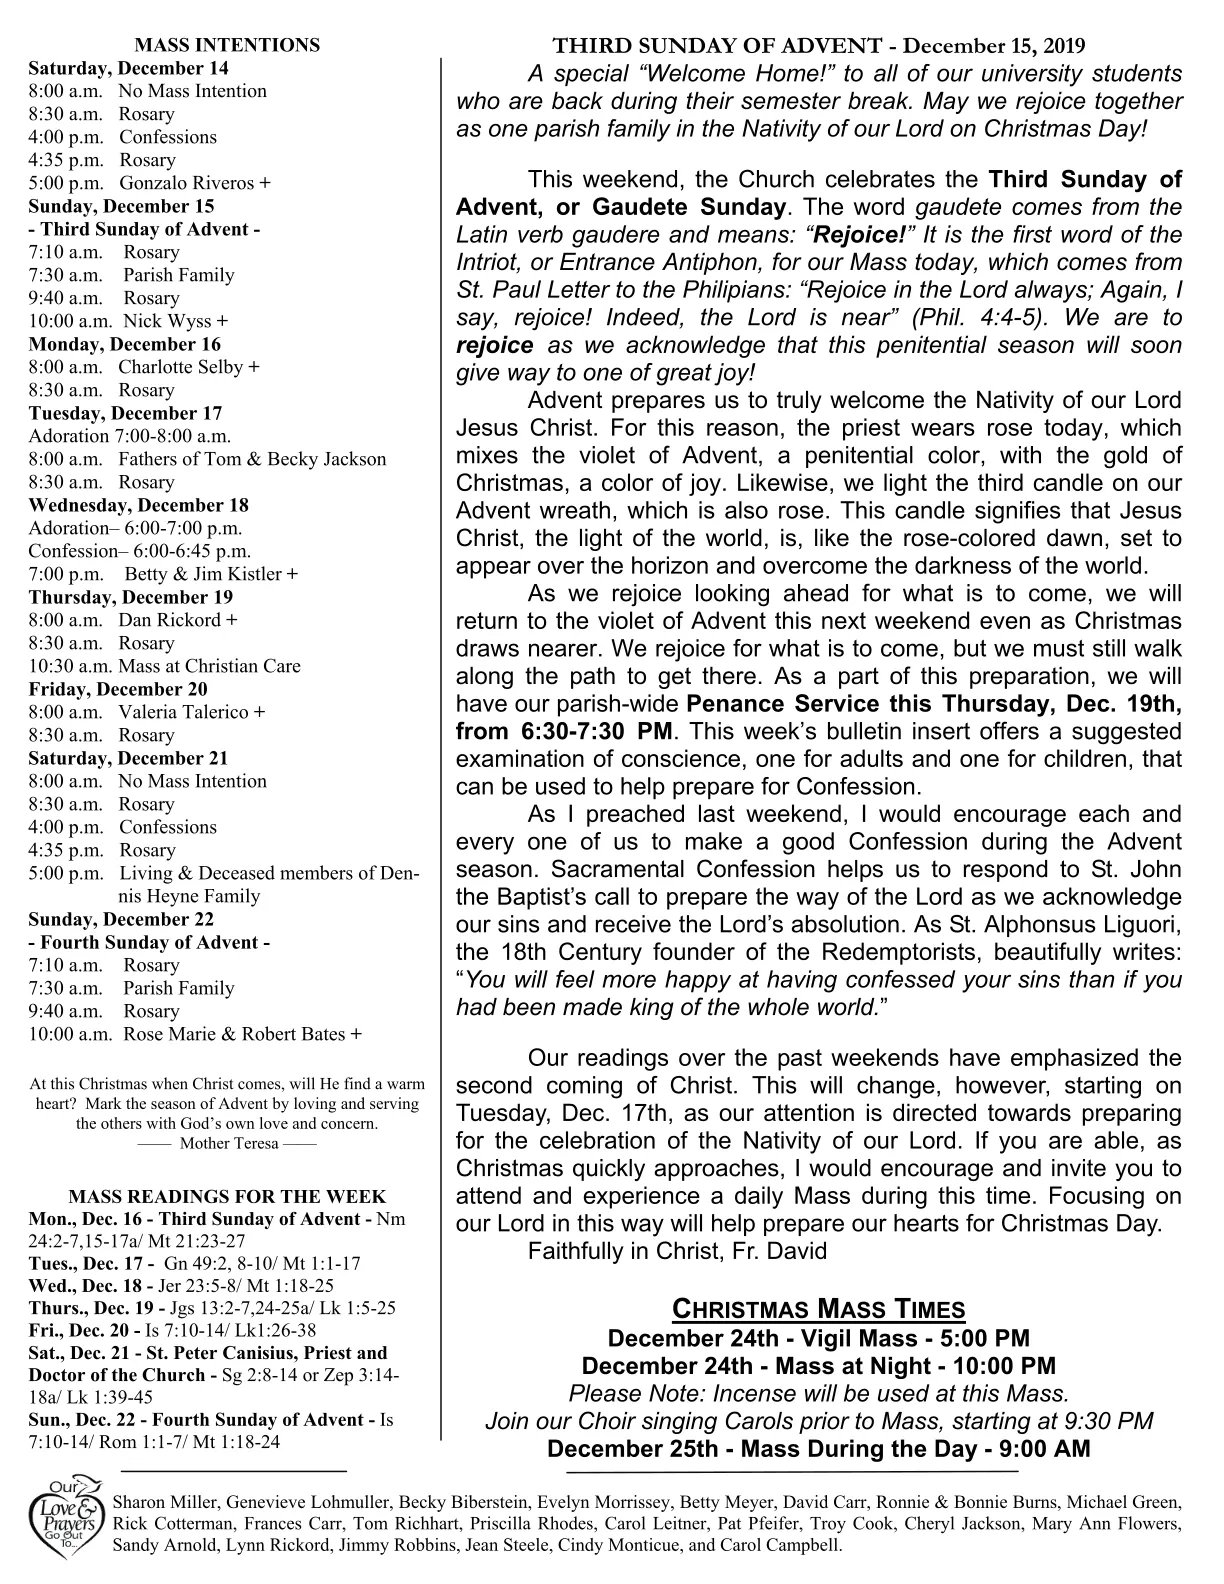 MASS INTENTIONS
Saturday, December 14
8:00 a.m. No Mass Intention
8:30 a.m. Rosary
4:00 p.m. Confessions
4:35 p.m. Rosary
5:00 p.m. Gonzalo Riveros +
Sunday, December 15
- Third Sunday of Advent -
7:10 a.m. Rosary
7:30 a.m. Parish Family
9:40 a.m. Rosary
10:00 a.m. Nick Wyss +
Monday, December 16
8:00 a.m. Charlotte Selby +
8:30 a.m. Rosary
Tuesday, December 17
Adoration 7:00-8:00 a.m.
8:00 a.m. Fathers of Tom & Becky Jackson
8:30 a.m. Rosary
Wednesday, December 18
Adoration– 6:00-7:00 p.m.
Confession– 6:00-6:45 p.m.
7:00 p.m. Betty & Jim Kistler +
Thursday, December 19
8:00 a.m. Dan Rickord +
8:30 a.m. Rosary
10:30 a.m. Mass at Christian Care
Friday, December 20
8:00 a.m. Valeria Talerico +
8:30 a.m. Rosary
Saturday, December 21
8:00 a.m. No Mass Intention
8:30 a.m. Rosary
4:00 p.m. Confessions
4:35 p.m. Rosary
5:00 p.m. Living & Deceased members of Den-
nis Heyne Family
Sunday, December 22
- Fourth Sunday of Advent -
7:10 a.m. Rosary
7:30 a.m. Parish Family
9:40 a.m. Rosary
10:00 a.m. Rose Marie & Robert Bates +
At this Christmas when Christ comes, will He find a warm
heart? Mark the season of Advent by loving and serving
the others with God's own love and concern.
—— Mother Teresa ——
MASS READINGS FOR THE WEEK
Mon., Dec. 16 - Third Sunday of Advent - Nm
24:2-7,15-17a/ Mt 21:23-27
Tues., Dec. 17 - Gn 49:2, 8-10/ Mt 1:1-17
Wed., Dec. 18 - Jer 23:5-8/ Mt 1:18-25
Thurs., Dec. 19 - Jgs 13:2-7,24-25a/ Lk 1:5-25
Fri., Dec. 20 - Is 7:10-14/ Lk1:26-38
Sat., Dec. 21 - St. Peter Canisius, Priest and
Doctor of the Church - Sg 2:8-14 or Zep 3:14-
18a/ Lk 1:39-45
Sun., Dec. 22 - Fourth Sunday of Advent - Is
7:10-14/ Rom 1:1-7/ Mt 1:18-24
THIRD SUNDAY OF ADVENT - December 15, 2019
A special “Welcome Home!” to all of our university students
who are back during their semester break. May we rejoice together
as one parish family in the Nativity of our Lord on Christmas Day!
This weekend, the Church celebrates the Third Sunday of
Advent, or Gaudete Sunday. The word gaudete comes from the
Latin verb gaudere and means: “Rejoice!” It is the first word of the
Intriot, or Entrance Antiphon, for our Mass today, which comes from
St. Paul Letter to the Philipians: “Rejoice in the Lord always; Again, I
say, rejoice! Indeed, the Lord is near” (Phil. 4:4-5). We are to
rejoice as we acknowledge that this penitential season will soon
give way to one of great joy!
Advent prepares us to truly welcome the Nativity of our Lord
Jesus Christ. For this reason, the priest wears rose today, which
mixes the violet of Advent, a penitential color, with the gold of
Christmas, a color of joy. Likewise, we light the third candle on our
Advent wreath, which is also rose. This candle signifies that Jesus
Christ, the light of the world, is, like the rose-colored dawn, set to
appear over the horizon and overcome the darkness of the world.
As we rejoice looking ahead for what is to come, we will
return to the violet of Advent this next weekend even as Christmas
draws nearer. We rejoice for what is to come, but we must still walk
along the path to get there. As a part of this preparation, we will
have our parish-wide Penance Service this Thursday, Dec. 19th,
from 6:30-7:30 PM. This week’s bulletin insert offers a suggested
examination of conscience, one for adults and one for children, that
can be used to help prepare for Confession.
As I preached last weekend, I would encourage each and
every one of us to make a good Confession during the Advent
season. Sacramental Confession helps us to respond to St. John
the Baptist’s call to prepare the way of the Lord as we acknowledge
our sins and receive the Lord’s absolution. As St. Alphonsus Liguori,
the 18th Century founder of the Redemptorists, beautifully writes:
“You will feel more happy at having confessed your sins than if you
had been made king of the whole world.”
Our readings over the past weekends have emphasized the
second coming of Christ. This will change, however, starting on
Tuesday, Dec. 17th, as our attention is directed towards preparing
for the celebration of the Nativity of our Lord. If you are able, as
Christmas quickly approaches, I would encourage and invite you to
attend and experience a daily Mass during this time. Focusing on
our Lord in this way will help prepare our hearts for Christmas Day.
Faithfully in Christ, Fr. David
CHRISTMAS MASS TIMES
December 24th - Vigil Mass - 5:00 PM
December 24th - Mass at Night - 10:00 PM
Please Note: Incense will be used at this Mass.
Join our Choir singing Carols prior to Mass, starting at 9:30 PM
December 25th - Mass During the Day - 9:00 AM
Our
Love &
Prayers
Go Out
To...
Sharon Miller, Genevieve Lohmuller, Becky Biberstein, Evelyn Morrissey, Betty Meyer, David Carr, Ronnie & Bonnie Burns, Michael Green,
Rick Cotterman, Frances Carr, Tom Richhart, Priscilla Rhodes, Carol Leitner, Pat Pfeifer, Troy Cook, Cheryl Jackson, Mary Ann Flowers,
Sandy Arnold, Lynn Rickord, Jimmy Robbins, Jean Steele, Cindy Monticue, and Carol Campbell.